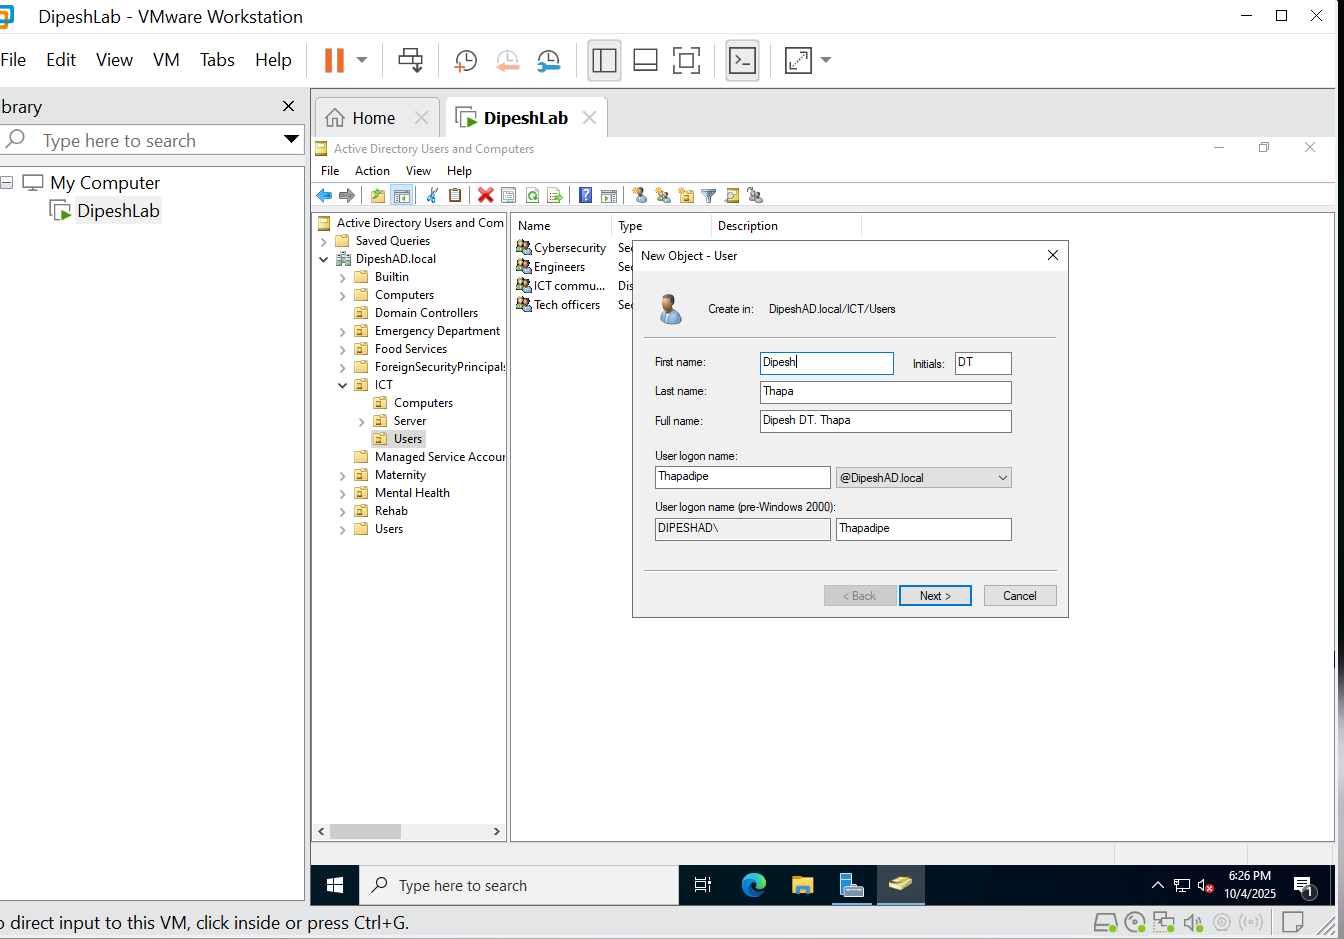 DipeshLab - VMware Workstation
File Edit View VM Tabs Help
brary
Type here to search
My Computer
DipeshLab
Home DipeshLab
Active Directory Users and Computers
File Action View Help
Active Directory Users and Com
Saved Queries
DipeshAD.local
Builtin
Computers
Domain Controllers
Emergency Department
Food Services
ForeignSecurityPrincipals
ICT
Computers
Server
Users
Managed Service Accour
Maternity
Mental Health
Rehab
Users
Name Type Description
Cybersecurity Sec
Engineers Sec
ICT commu... Dis
Tech officers Sec
New Object - User
Create in: DipeshAD.local/ICT/Users
First name: Dipesh Initials: DT
Last name: Thapa
Full name: Dipesh DT. Thapa
User logon name:
Thapadipe @DipeshAD.local
User logon name (pre-Windows 2000):
DIPESHAD\ Thapadipe
< Back Next > Cancel
Type here to search
6:26 PM
10/4/2025
1
o direct input to this VM, click inside or press Ctrl+G.